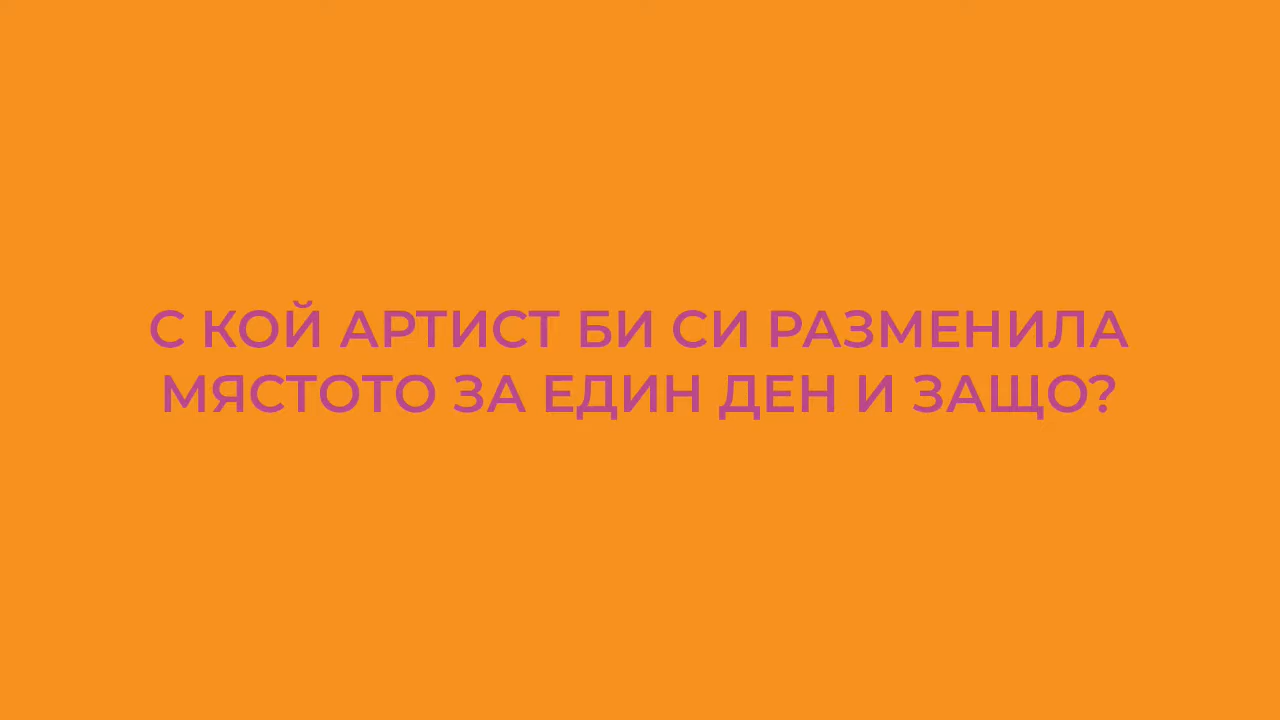 С КОЙ АРТИСТ БИ СИ РАЗМЕНИЛА
МЯСТОТО ЗА ЕДИН ДЕН И ЗАЩО?